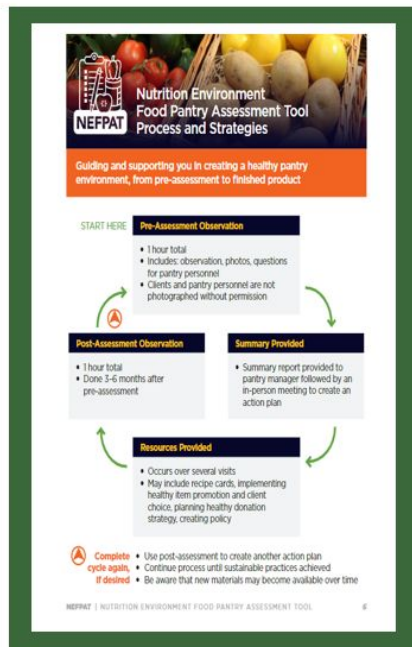 NEFPAT
Nutrition Environment
Food Pantry Assessment Tool
Process and Strategies
Guiding and supporting you in creating a healthy pantry
environment, from pre-assessment to finished product
START HERE
Pre-Assessment Observation
• 1 hour total
• Includes: observation, photos, questions
for pantry personnel
• Clients and pantry personnel are not
photographed without permission
Post-Assessment Observation
• 1 hour total
• Done 3-6 months after
pre-assessment
Summary Provided
• Summary report provided to
pantry manager followed by an
in-person meeting to create an
action plan
Resources Provided
• Occurs over several visits
• May include recipe cards, implementing
healthy item promotion and client
choice, planning healthy donation
strategy, creating policy
Complete
cycle again,
if desired
• Use post-assessment to create another action plan
• Continue process until sustainable practices achieved
• Be aware that new materials may become available over time
NEFPAT | NUTRITION ENVIRONMENT FOOD PANTRY ASSESSMENT TOOL